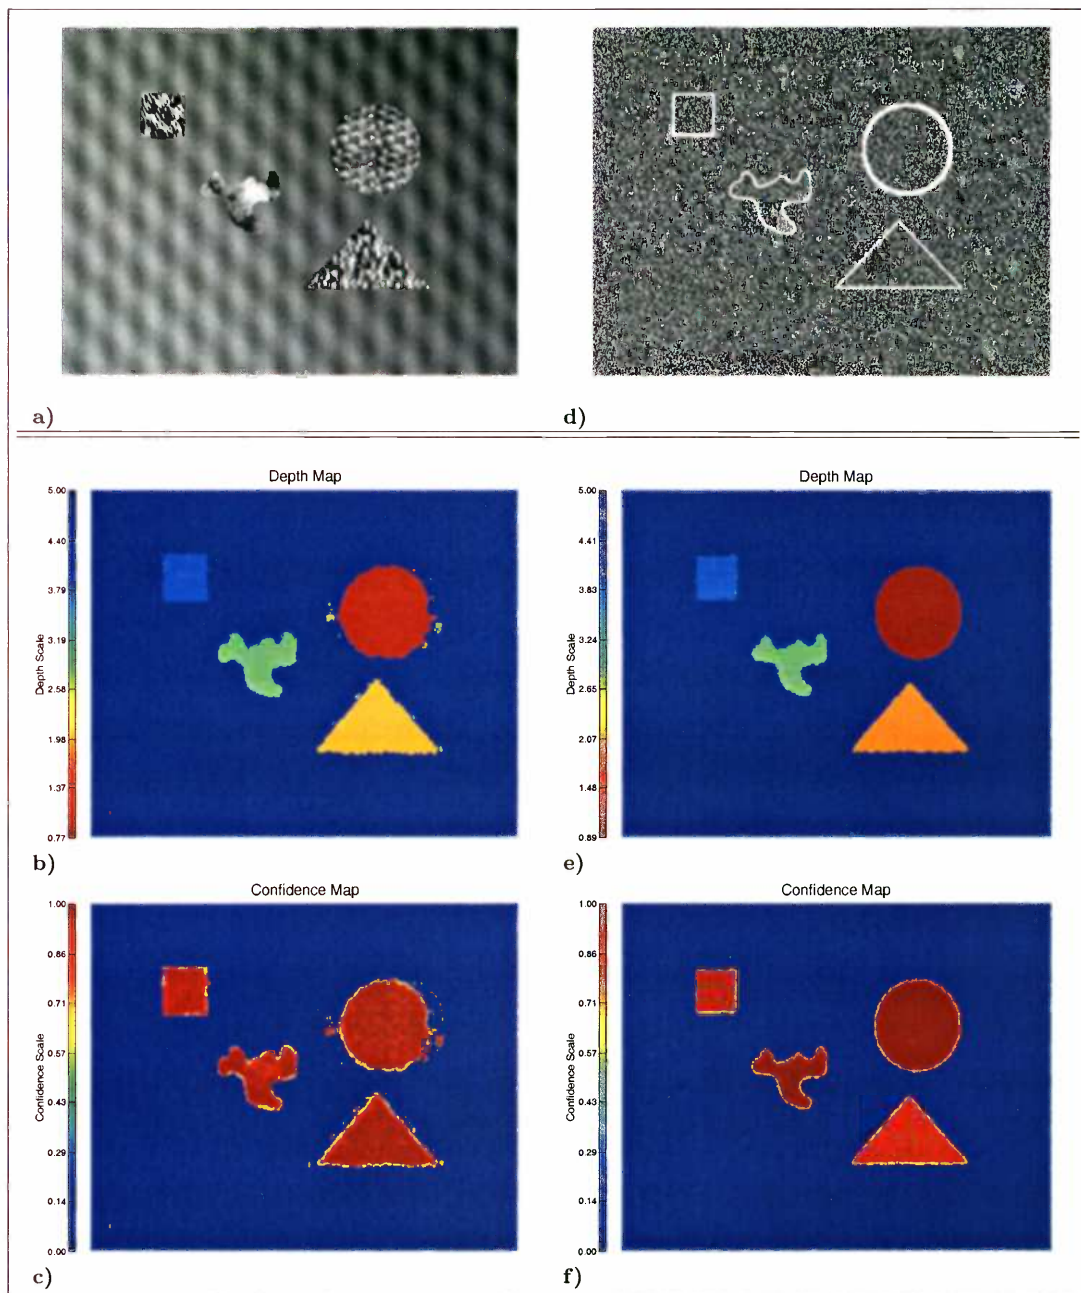 a)
d)
Depth Map
Depth Scale
5.00
4.40
3.79
3.19
2.58
1.98
1.37
0.77
b)
Depth Map
Depth Scale
5.00
4.41
3.83
3.24
2.65
2.07
1.48
0.89
e)
Confidence Map
Confidence Scale
1.00
0.86
0.71
0.57
0.43
0.29
0.14
0.00
c)
Confidence Map
Confidence Scale
1.00
0.86
0.71
0.57
0.43
0.29
0.14
0.00
f)